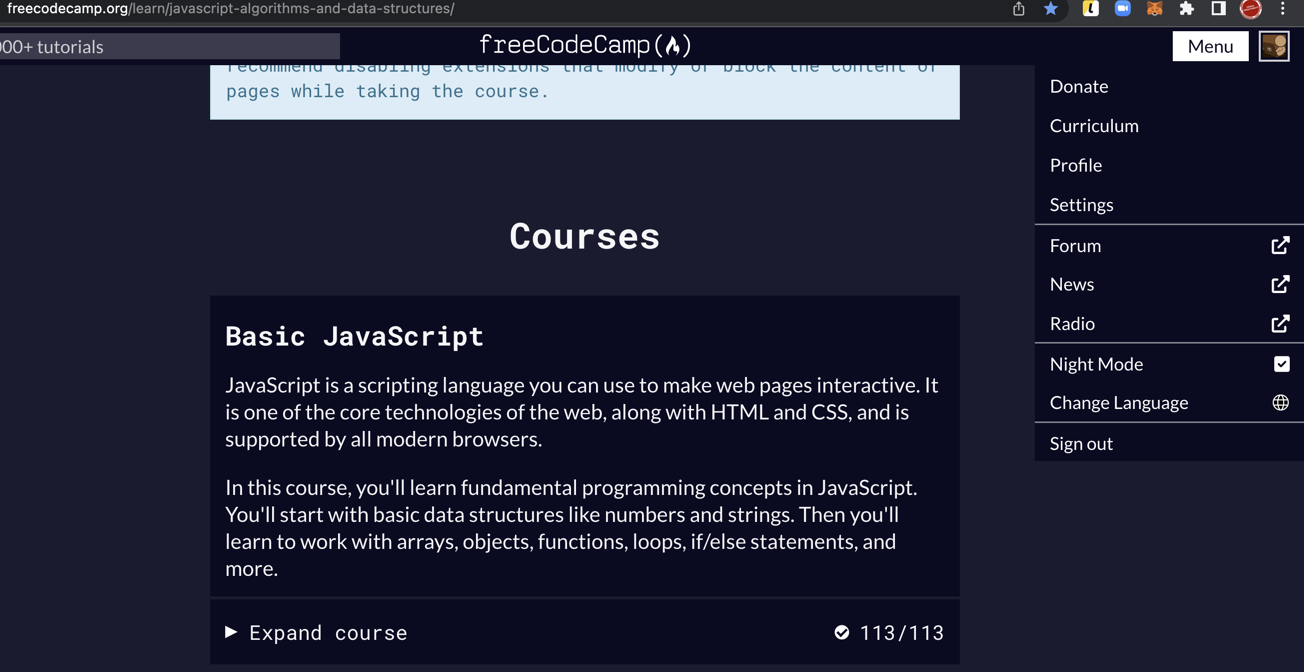 freecodecamp.org/learn/javascript-algorithms-and-data-structures/
000+ tutorials
freeCodeCamp(🔥)
Menu
recommend disabling extensions that modify or block the content of
pages while taking the course.
Donate
Curriculum
Profile
Settings
Forum
News
Radio
Night Mode
Change Language
Sign out
Courses
Basic JavaScript
JavaScript is a scripting language you can use to make web pages interactive. It
is one of the core technologies of the web, along with HTML and CSS, and is
supported by all modern browsers.
In this course, you'll learn fundamental programming concepts in JavaScript.
You'll start with basic data structures like numbers and strings. Then you'll
learn to work with arrays, objects, functions, loops, if/else statements, and
more.
Expand course
113/113